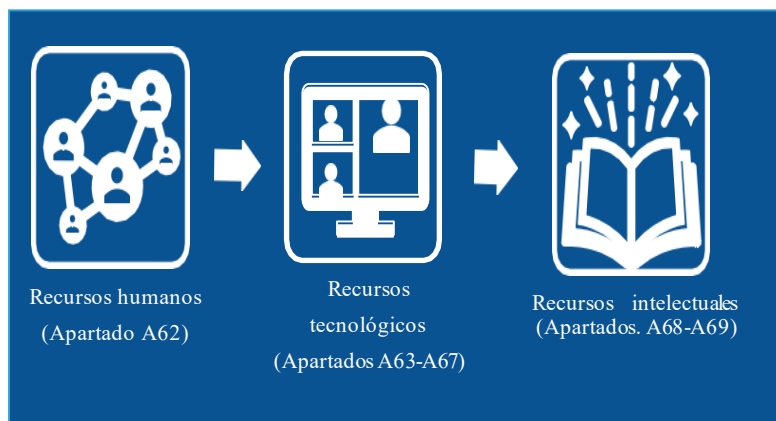 Recursos humanos
(Apartado A62)
Recursos
tecnológicos
(Apartados A63-A67)
Recursos intelectuales
(Apartados. A68-A69)